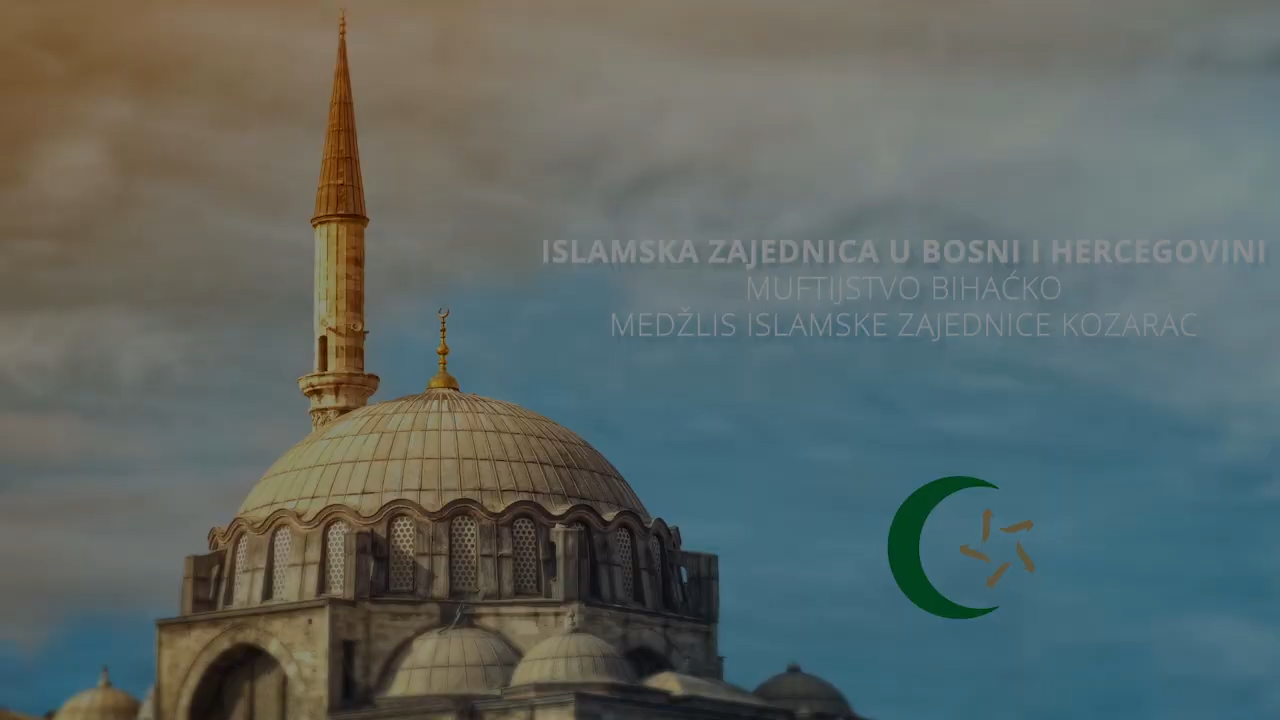 ISLAMSKA ZAJEDNICA U BOSNI I HERCEGOVINI
MUFTIJSTVO BIHAĆKO
MEDŽLIS ISLAMSKE ZAJEDNICE KOZARAC